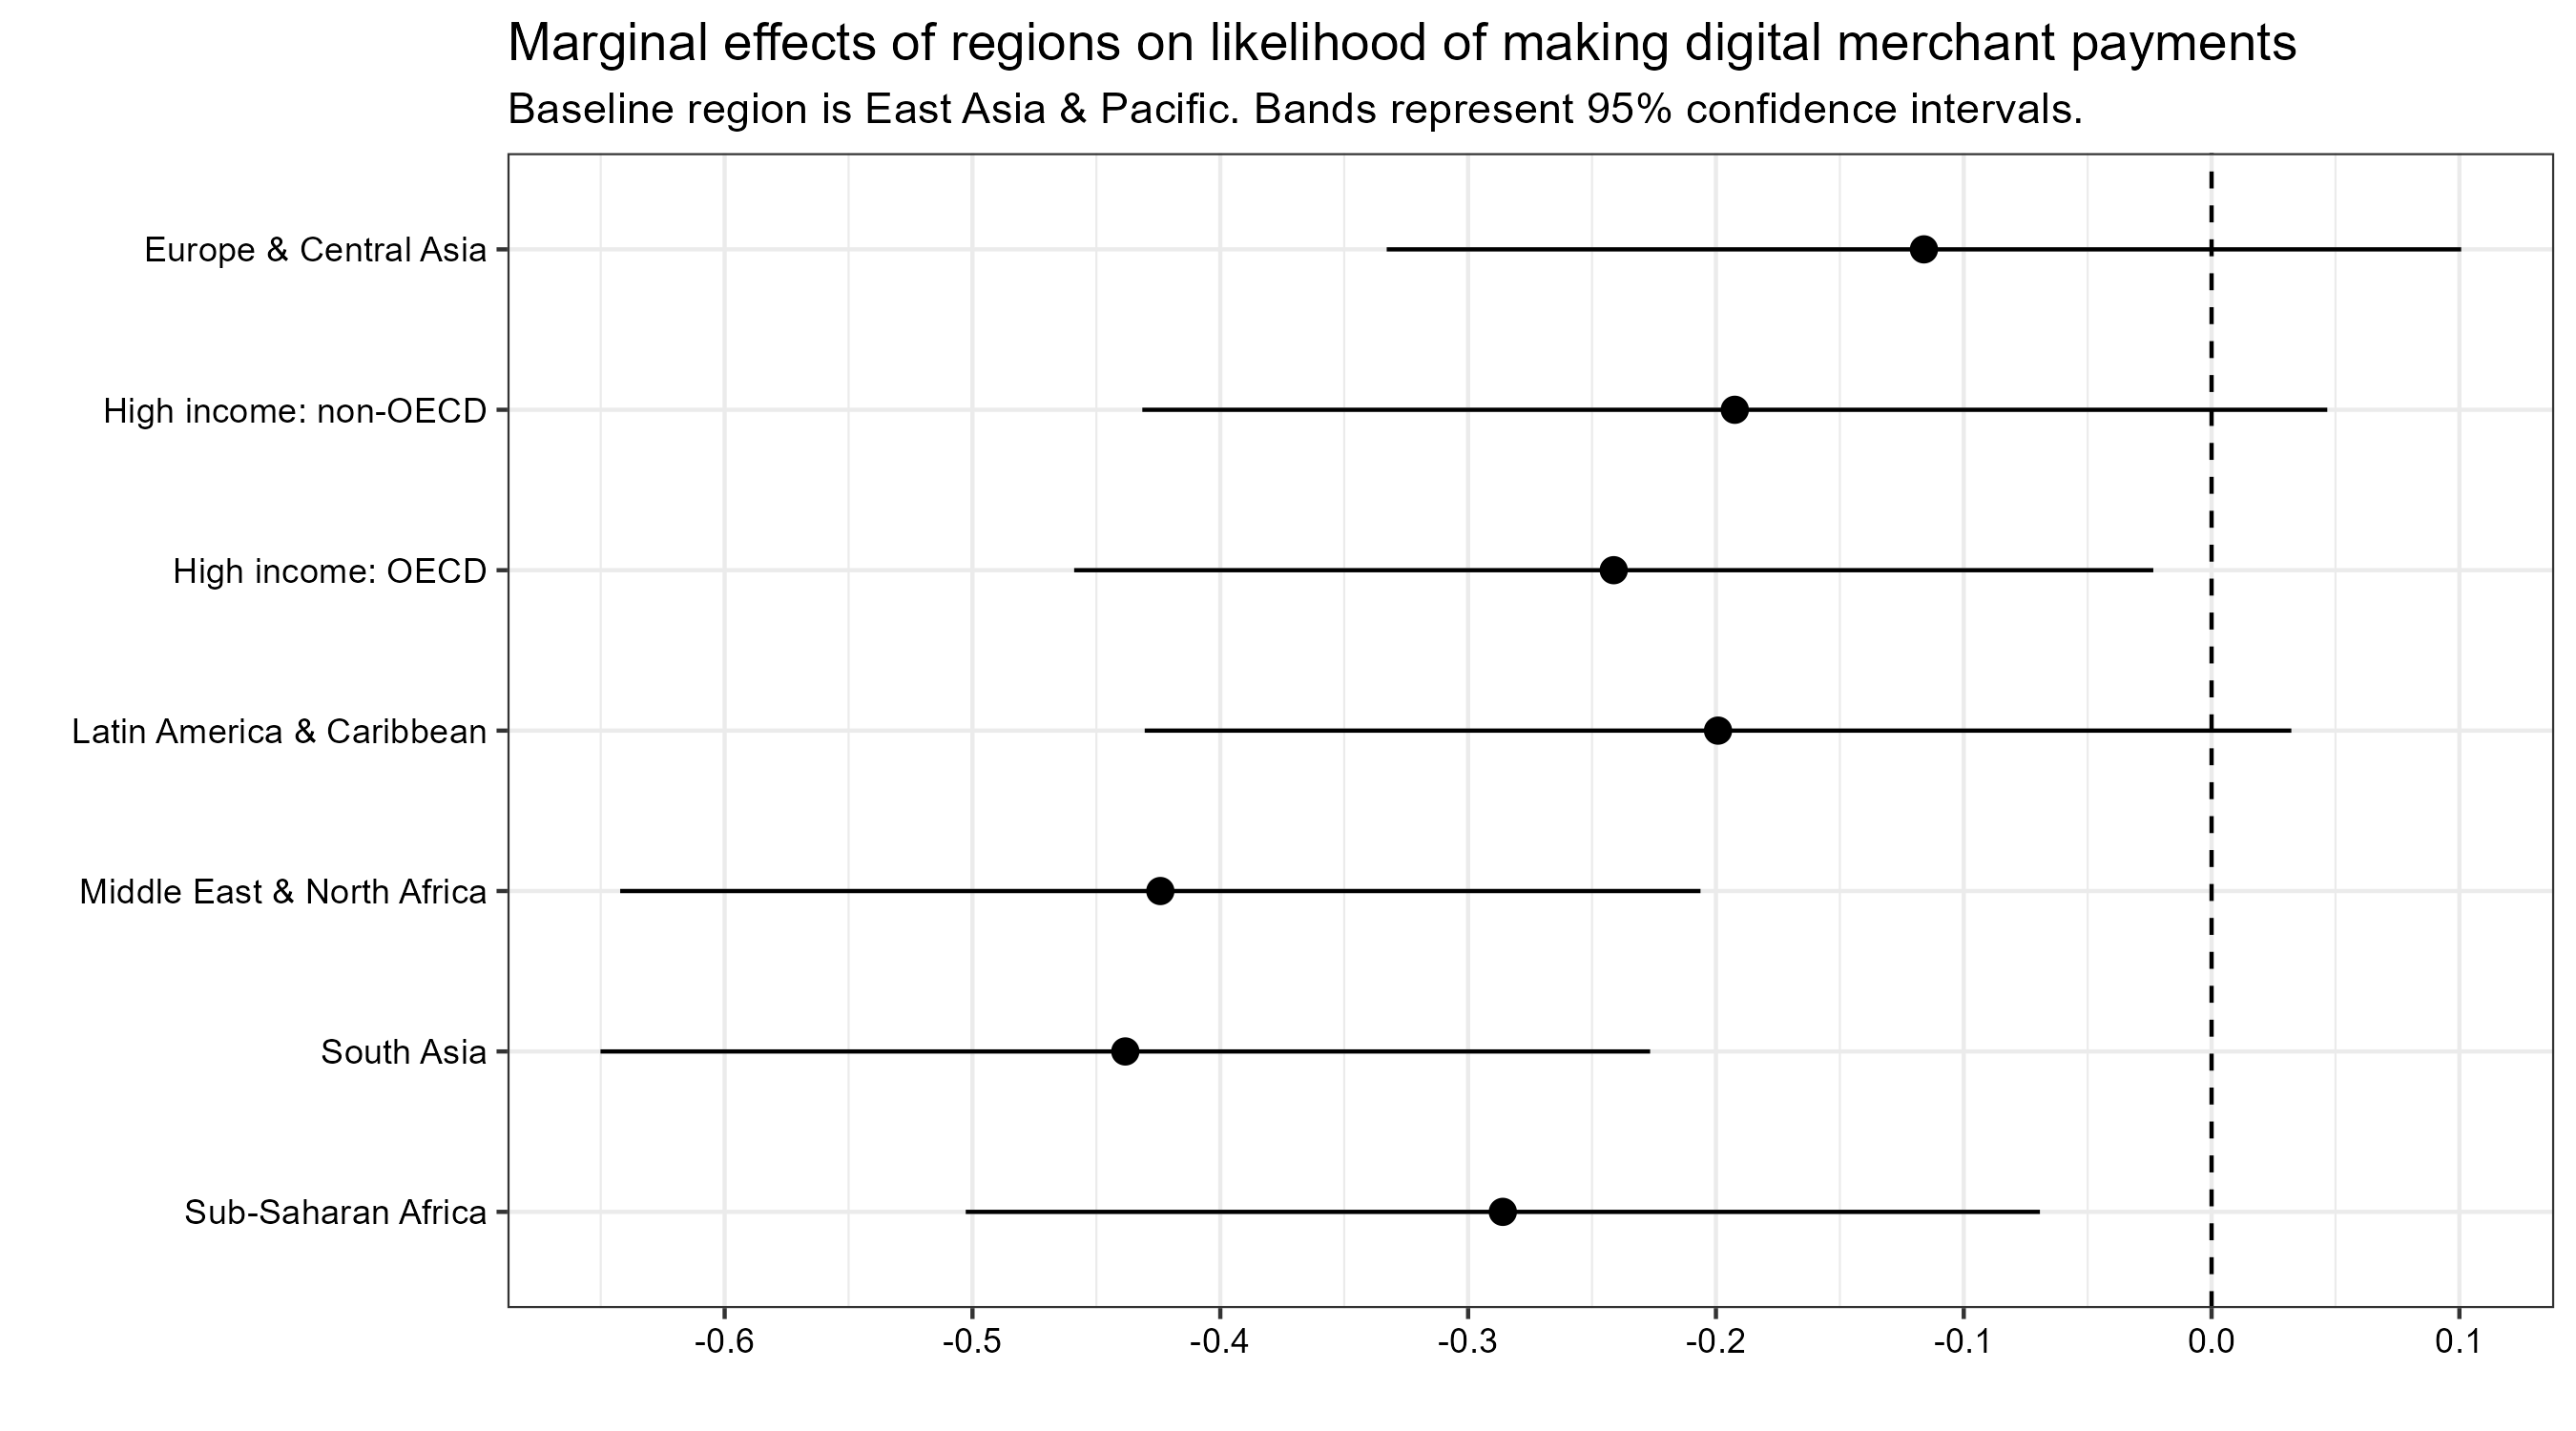 Marginal effects of regions on likelihood of making digital merchant payments
Baseline region is East Asia & Pacific. Bands represent 95% confidence intervals.
Europe & Central Asia
High income: non-OECD
High income: OECD
Latin America & Caribbean
Middle East & North Africa
South Asia
Sub-Saharan Africa
-0.6 -0.5 -0.4 -0.3 -0.2 -0.1 0.0 0.1